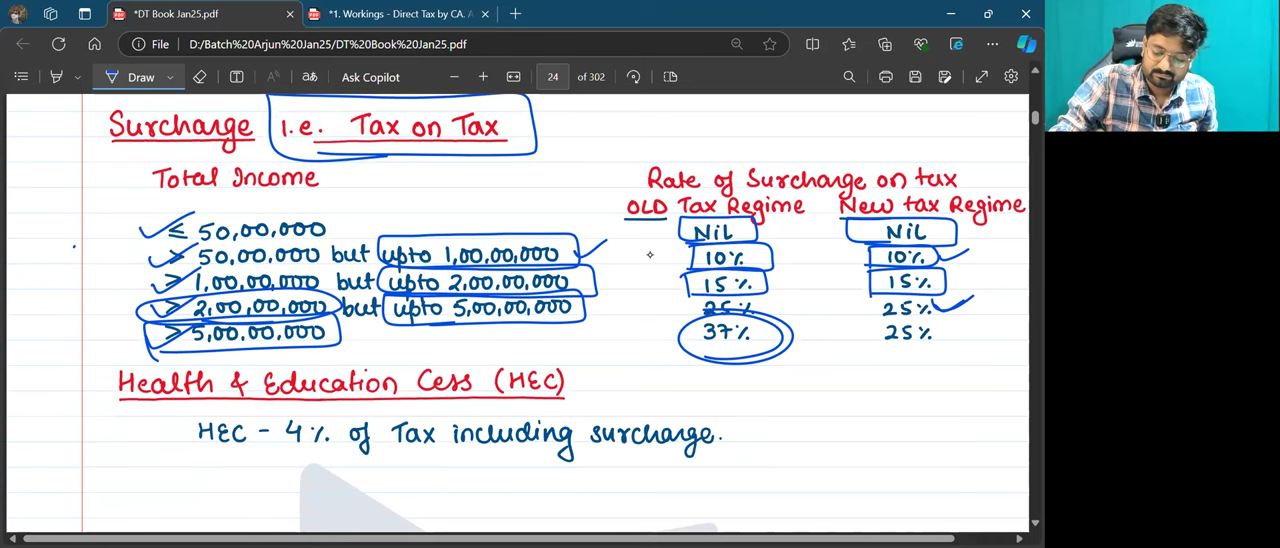 *DT Book Jan25.pdf
*1. Workings - Direct Tax by CA. A
File D:/Batch%20Arjun%20Jan25/DT%20Book%20Jan25.pdf
Draw Ask Copilot 24 of 302
Surcharge i.e. Tax on Tax
Total Income Rate of Surcharge on tax
OLD Tax Regime New tax Regime
≤ 50,00,000 Nil Nil
> 50,00,000 but upto 1,00,00,000 10% 10%
> 1,00,00,000 but upto 2,00,00,000 15% 15%
> 2,00,00,000 but upto 5,00,00,000 25% 25%
> 5,00,00,000 37% 25%
Health & Education Cess (HEC)
HEC - 4% of Tax including surcharge.